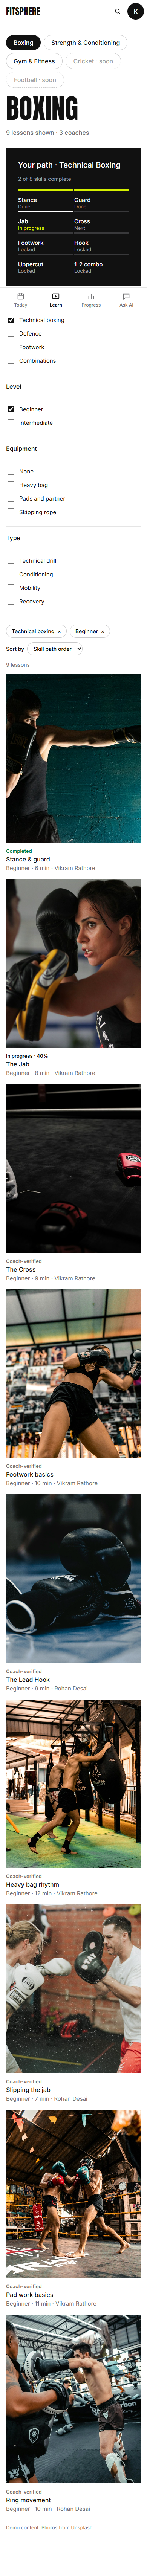 FITSPHERE
K
Boxing
Strength & Conditioning
Gym & Fitness
Cricket · soon
Football · soon
BOXING
9 lessons shown · 3 coaches
Your path · Technical Boxing
2 of 8 skills complete
Stance
Done
Guard
Done
Jab
In progress
Cross
Next
Footwork
Locked
Hook
Locked
Uppercut
Locked
1-2 combo
Locked
Today
Learn
Progress
Ask AI
Technical boxing
Defence
Footwork
Combinations
Level
Beginner
Intermediate
Equipment
None
Heavy bag
Pads and partner
Skipping rope
Type
Technical drill
Conditioning
Mobility
Recovery
Technical boxing ×
Beginner ×
Sort by
Skill path order
9 lessons
Completed
Stance & guard
Beginner · 6 min · Vikram Rathore
In progress · 40%
The Jab
Beginner · 8 min · Vikram Rathore
Coach-verified
The Cross
Beginner · 9 min · Vikram Rathore
Coach-verified
Footwork basics
Beginner · 10 min · Vikram Rathore
Coach-verified
The Lead Hook
Beginner · 9 min · Rohan Desai
Coach-verified
Heavy bag rhythm
Beginner · 12 min · Vikram Rathore
Coach-verified
Slipping the jab
Beginner · 7 min · Rohan Desai
Coach-verified
Pad work basics
Beginner · 11 min · Vikram Rathore
Coach-verified
Ring movement
Beginner · 10 min · Rohan Desai
Demo content. Photos from Unsplash.